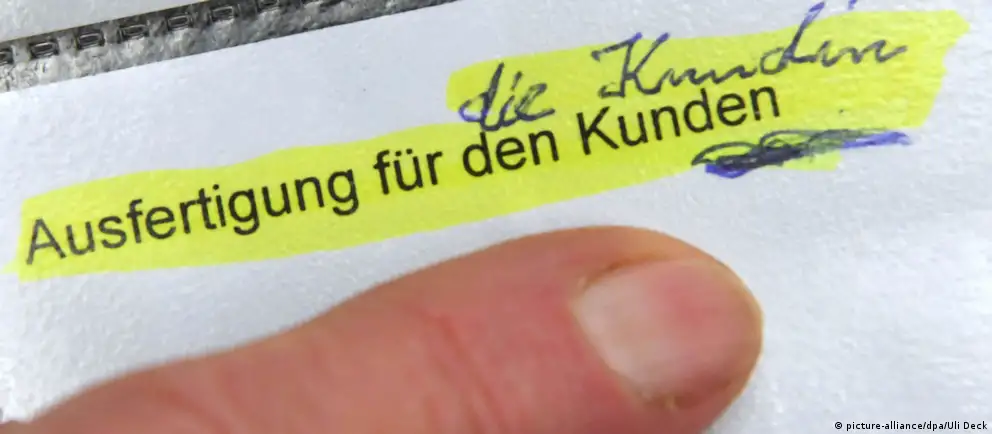 die Kundin
Ausfertigung für den Kunden
© picture-alliance/dpa/Uli Deck